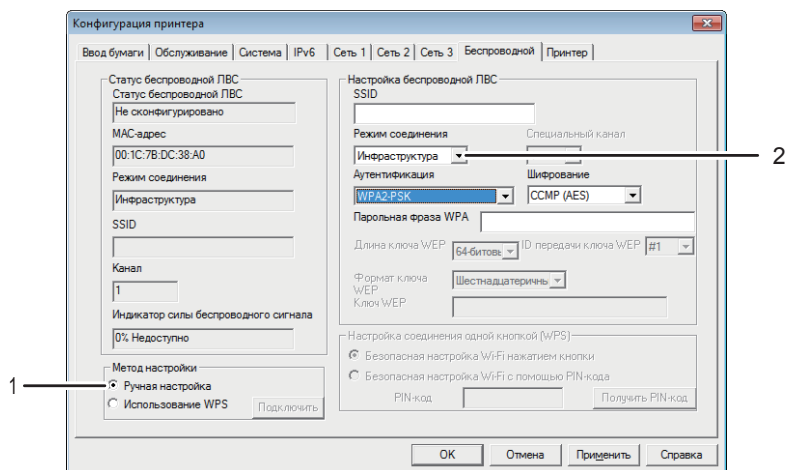 Конфигурация принтера
Ввод бумаги Обслуживание Система IPv6 Сеть 1 Сеть 2 Сеть 3 Беспроводной Принтер
Статус беспроводной ЛВС
Статус беспроводной ЛВС
Не сконфигурировано
MAC-адрес
00:1C:7B:DC:38:A0
Режим соединения
Инфраструктура
SSID
Канал
1
Индикатор силы беспроводного сигнала
0% Недоступно
Метод настройки
1
Ручная настройка
Использование WPS Подключить
Настройка беспроводной ЛВС
SSID
Режим соединения Специальный канал
Инфраструктура
2
Аутентификация Шифрование
WPA2-PSK CCMP (AES)
Парольная фраза WPA
Длина ключа WEP 64-битовь ID передачи ключа WEP #1
Формат ключа
WEP
Шестнадцатеричнь
Ключ WEP
Настройка соединения одной кнопкой (WPS)
Безопасная настройка Wi-Fi нажатием кнопки
Безопасная настройка Wi-Fi с помощью PIN-кода
PIN-код Получить PIN-код
OK Отмена Применить Справка